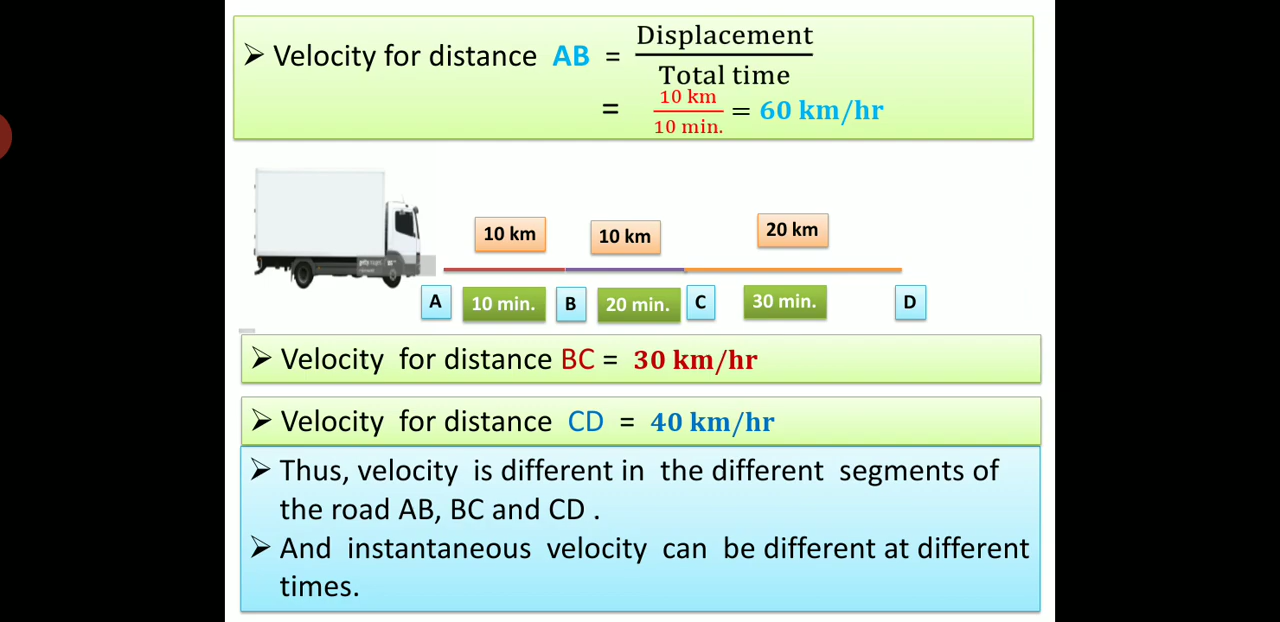 ➢ Velocity for distance AB = Displacement
Total time
= 10 km
10 min. = 60 km/hr
10 km 10 km 20 km
A 10 min. B 20 min. C 30 min. D
➢ Velocity for distance BC = 30 km/hr
➢ Velocity for distance CD = 40 km/hr
➢ Thus, velocity is different in the different segments of
the road AB, BC and CD .
➢ And instantaneous velocity can be different at different
times.